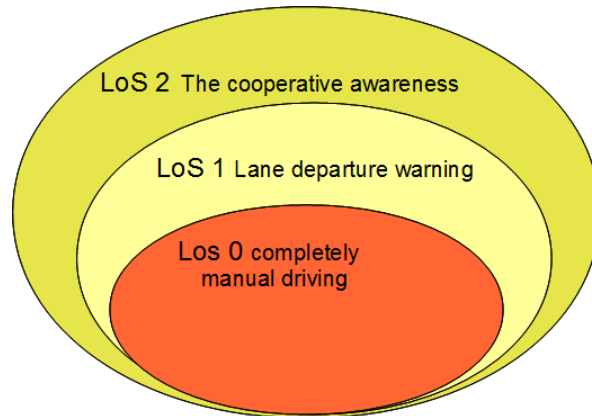 LoS 2 The cooperative awareness
LoS 1 Lane departure warning
Los 0 completely
manual driving